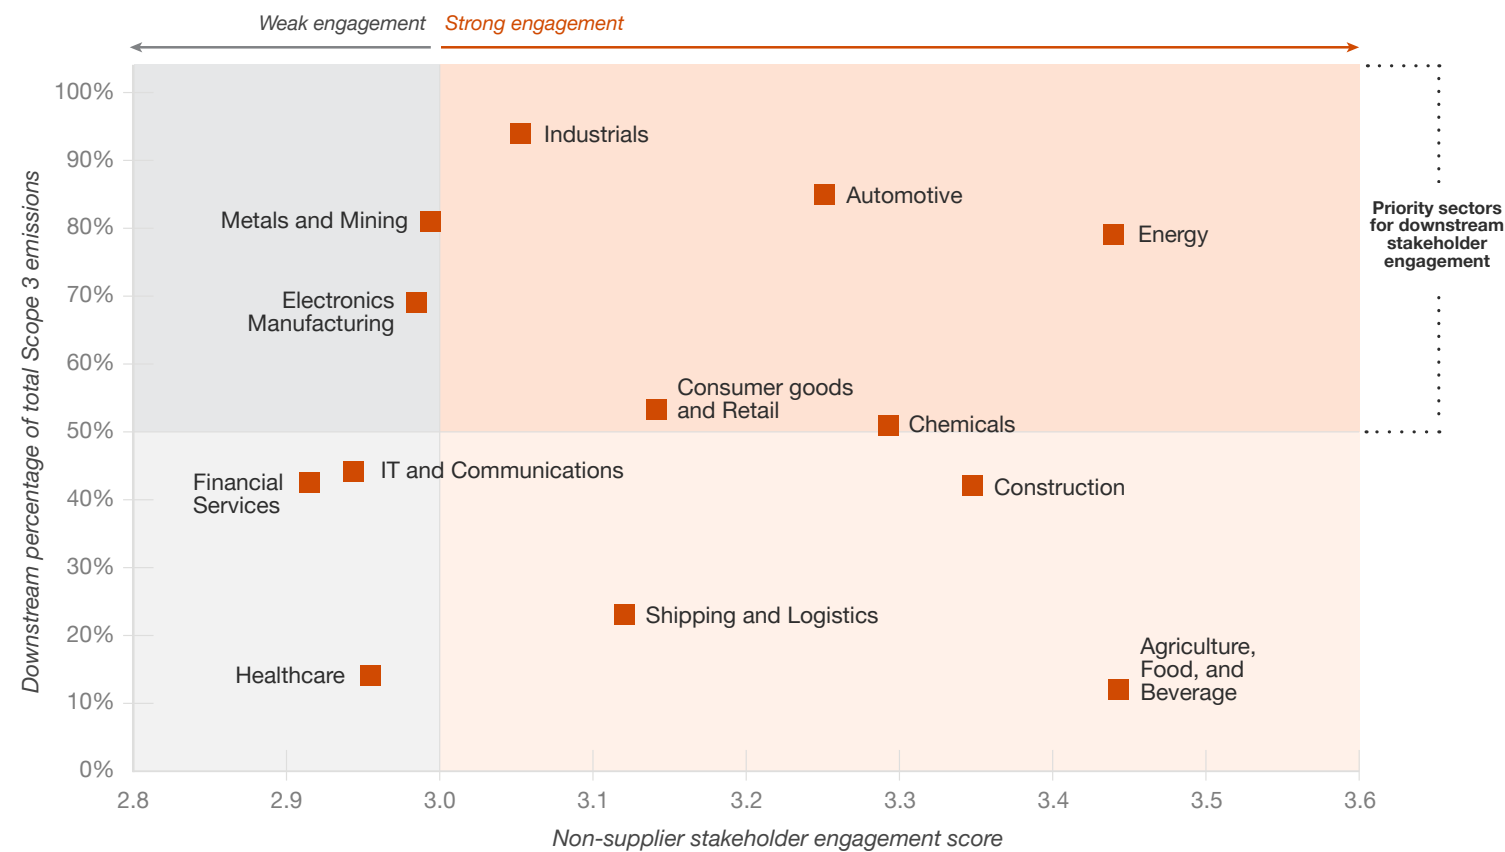 Weak engagement
Strong engagement
100%
90%
80%
70%
60%
50%
40%
30%
20%
10%
0%
Downstream percentage of total Scope 3 emissions
Industrials
Automotive
Metals and Mining
Energy
Electronics
Manufacturing
Consumer goods
and Retail
Chemicals
Financial
Services
IT and Communications
Construction
Shipping and Logistics
Healthcare
Agriculture,
Food, and
Beverage
Priority sectors
for downstream
stakeholder
engagement
2.8
2.9
3.0
3.1
3.2
3.3
3.4
3.5
3.6
Non-supplier stakeholder engagement score